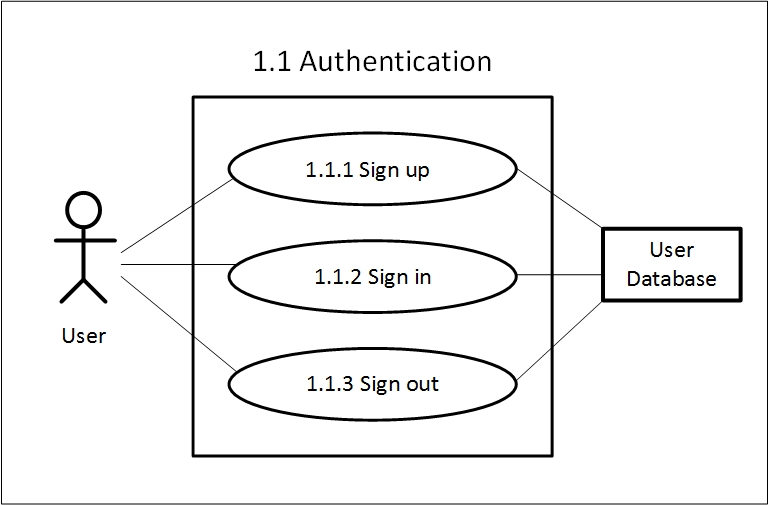 1.1 Authentication
1.1.1 Sign up
1.1.2 Sign in
1.1.3 Sign out
User
User
Database